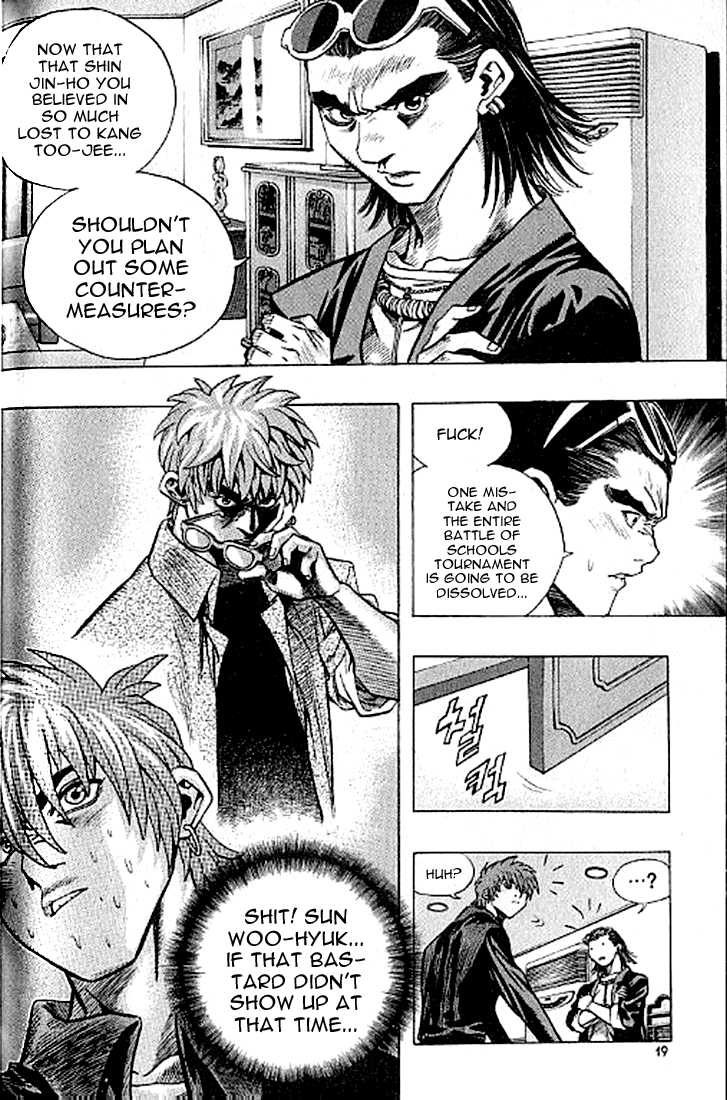 NOW THAT
THAT SHIN
JIN-HO YOU
BELIEVED IN
SO MUCH
LOST TO KANG
TOO-JEE...
SHOULDN'T
YOU PLAN
OUT SOME
COUNTER-
MEASURES?
SHIT! SUN
WOO-HYUK...
IF THAT BAS-
TARD DIDN'T
SHOW UP AT
THAT TIME...
FUCK!
ONE MIS-
TAKE AND
THE ENTIRE
BATTLE OF
SCHOOLS
TOURNAMENT
IS GOING TO BE
DISSOLVED...
철
컥
HUH?
...?
19